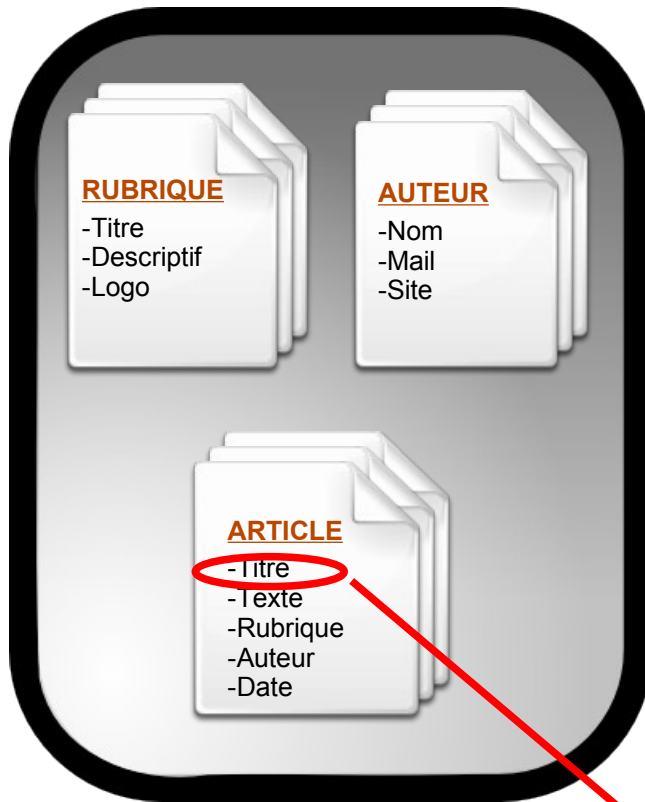 RUBRIQUE
-Titre
-Descriptif
-Logo
AUTEUR
-Nom
-Mail
-Site
ARTICLE
-Titre
-Texte
-Rubrique
-Auteur
-Date